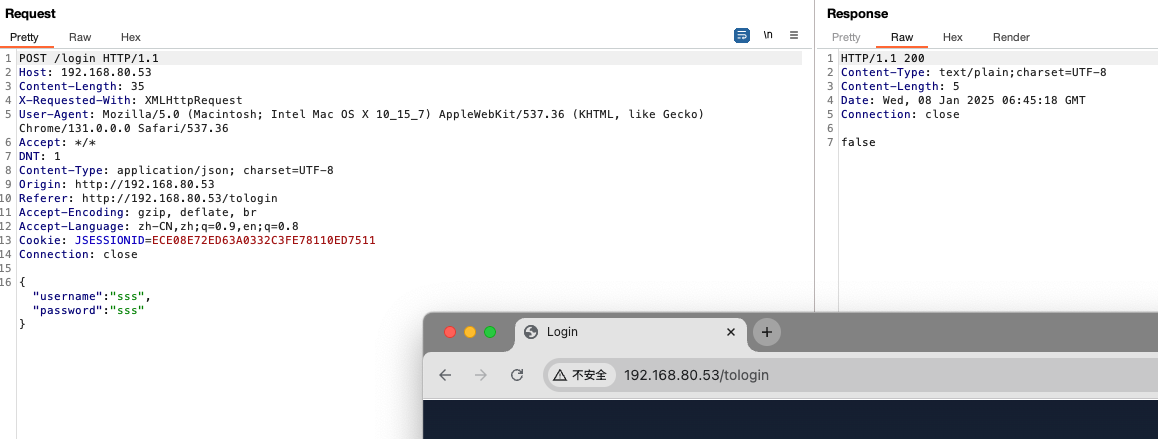 Request
Pretty Raw Hex
\n
1 POST /login HTTP/1.1
2 Host: 192.168.80.53
3 Content-Length: 35
4 X-Requested-With: XMLHttpRequest
5 User-Agent: Mozilla/5.0 (Macintosh; Intel Mac OS X 10_15_7) AppleWebKit/537.36 (KHTML, like Gecko)
Chrome/131.0.0.0 Safari/537.36
6 Accept: */*
7 DNT: 1
8 Content-Type: application/json; charset=UTF-8
9 Origin: http://192.168.80.53
10 Referer: http://192.168.80.53/tologin
11 Accept-Encoding: gzip, deflate, br
12 Accept-Language: zh-CN,zh;q=0.9,en;q=0.8
13 Cookie: JSESSIONID=ECE08E72ED63A0332C3FE78110ED7511
14 Connection: close
15
16 {
"username":"sss",
"password":"sss"
}
Response
Pretty Raw Hex Render
1 HTTP/1.1 200
2 Content-Type: text/plain;charset=UTF-8
3 Content-Length: 5
4 Date: Wed, 08 Jan 2025 06:45:18 GMT
5 Connection: close
6
7 false
Login
不安全 192.168.80.53/tologin